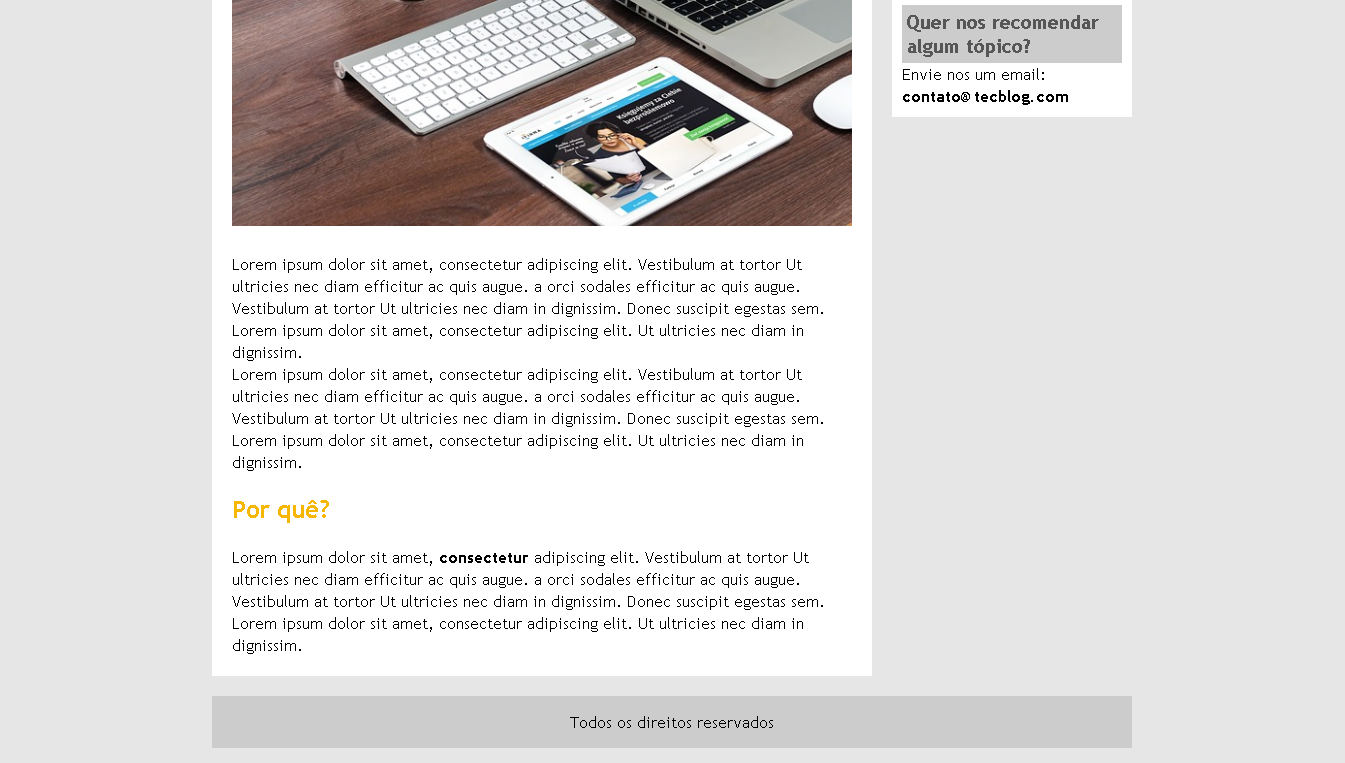 Quer nos recomendar
algum tópico?
Envie nos um email:
contato@tecblog.com
Księgujemy za Ciebie
bezproblemowo
Lorem ipsum dolor sit amet, consectetur adipiscing elit. Vestibulum at tortor Ut
ultricies nec diam efficitur ac quis augue. a orci sodales efficitur ac quis augue.
Vestibulum at tortor Ut ultricies nec diam in dignissim. Donec suscipit egestas sem.
Lorem ipsum dolor sit amet, consectetur adipiscing elit. Ut ultricies nec diam in
dignissim.
Lorem ipsum dolor sit amet, consectetur adipiscing elit. Vestibulum at tortor Ut
ultricies nec diam efficitur ac quis augue. a orci sodales efficitur ac quis augue.
Vestibulum at tortor Ut ultricies nec diam in dignissim. Donec suscipit egestas sem.
Lorem ipsum dolor sit amet, consectetur adipiscing elit. Ut ultricies nec diam in
dignissim.
Por quê?
Lorem ipsum dolor sit amet, consectetur adipiscing elit. Vestibulum at tortor Ut
ultricies nec diam efficitur ac quis augue. a orci sodales efficitur ac quis augue.
Vestibulum at tortor Ut ultricies nec diam in dignissim. Donec suscipit egestas sem.
Lorem ipsum dolor sit amet, consectetur adipiscing elit. Ut ultricies nec diam in
dignissim.
Todos os direitos reservados